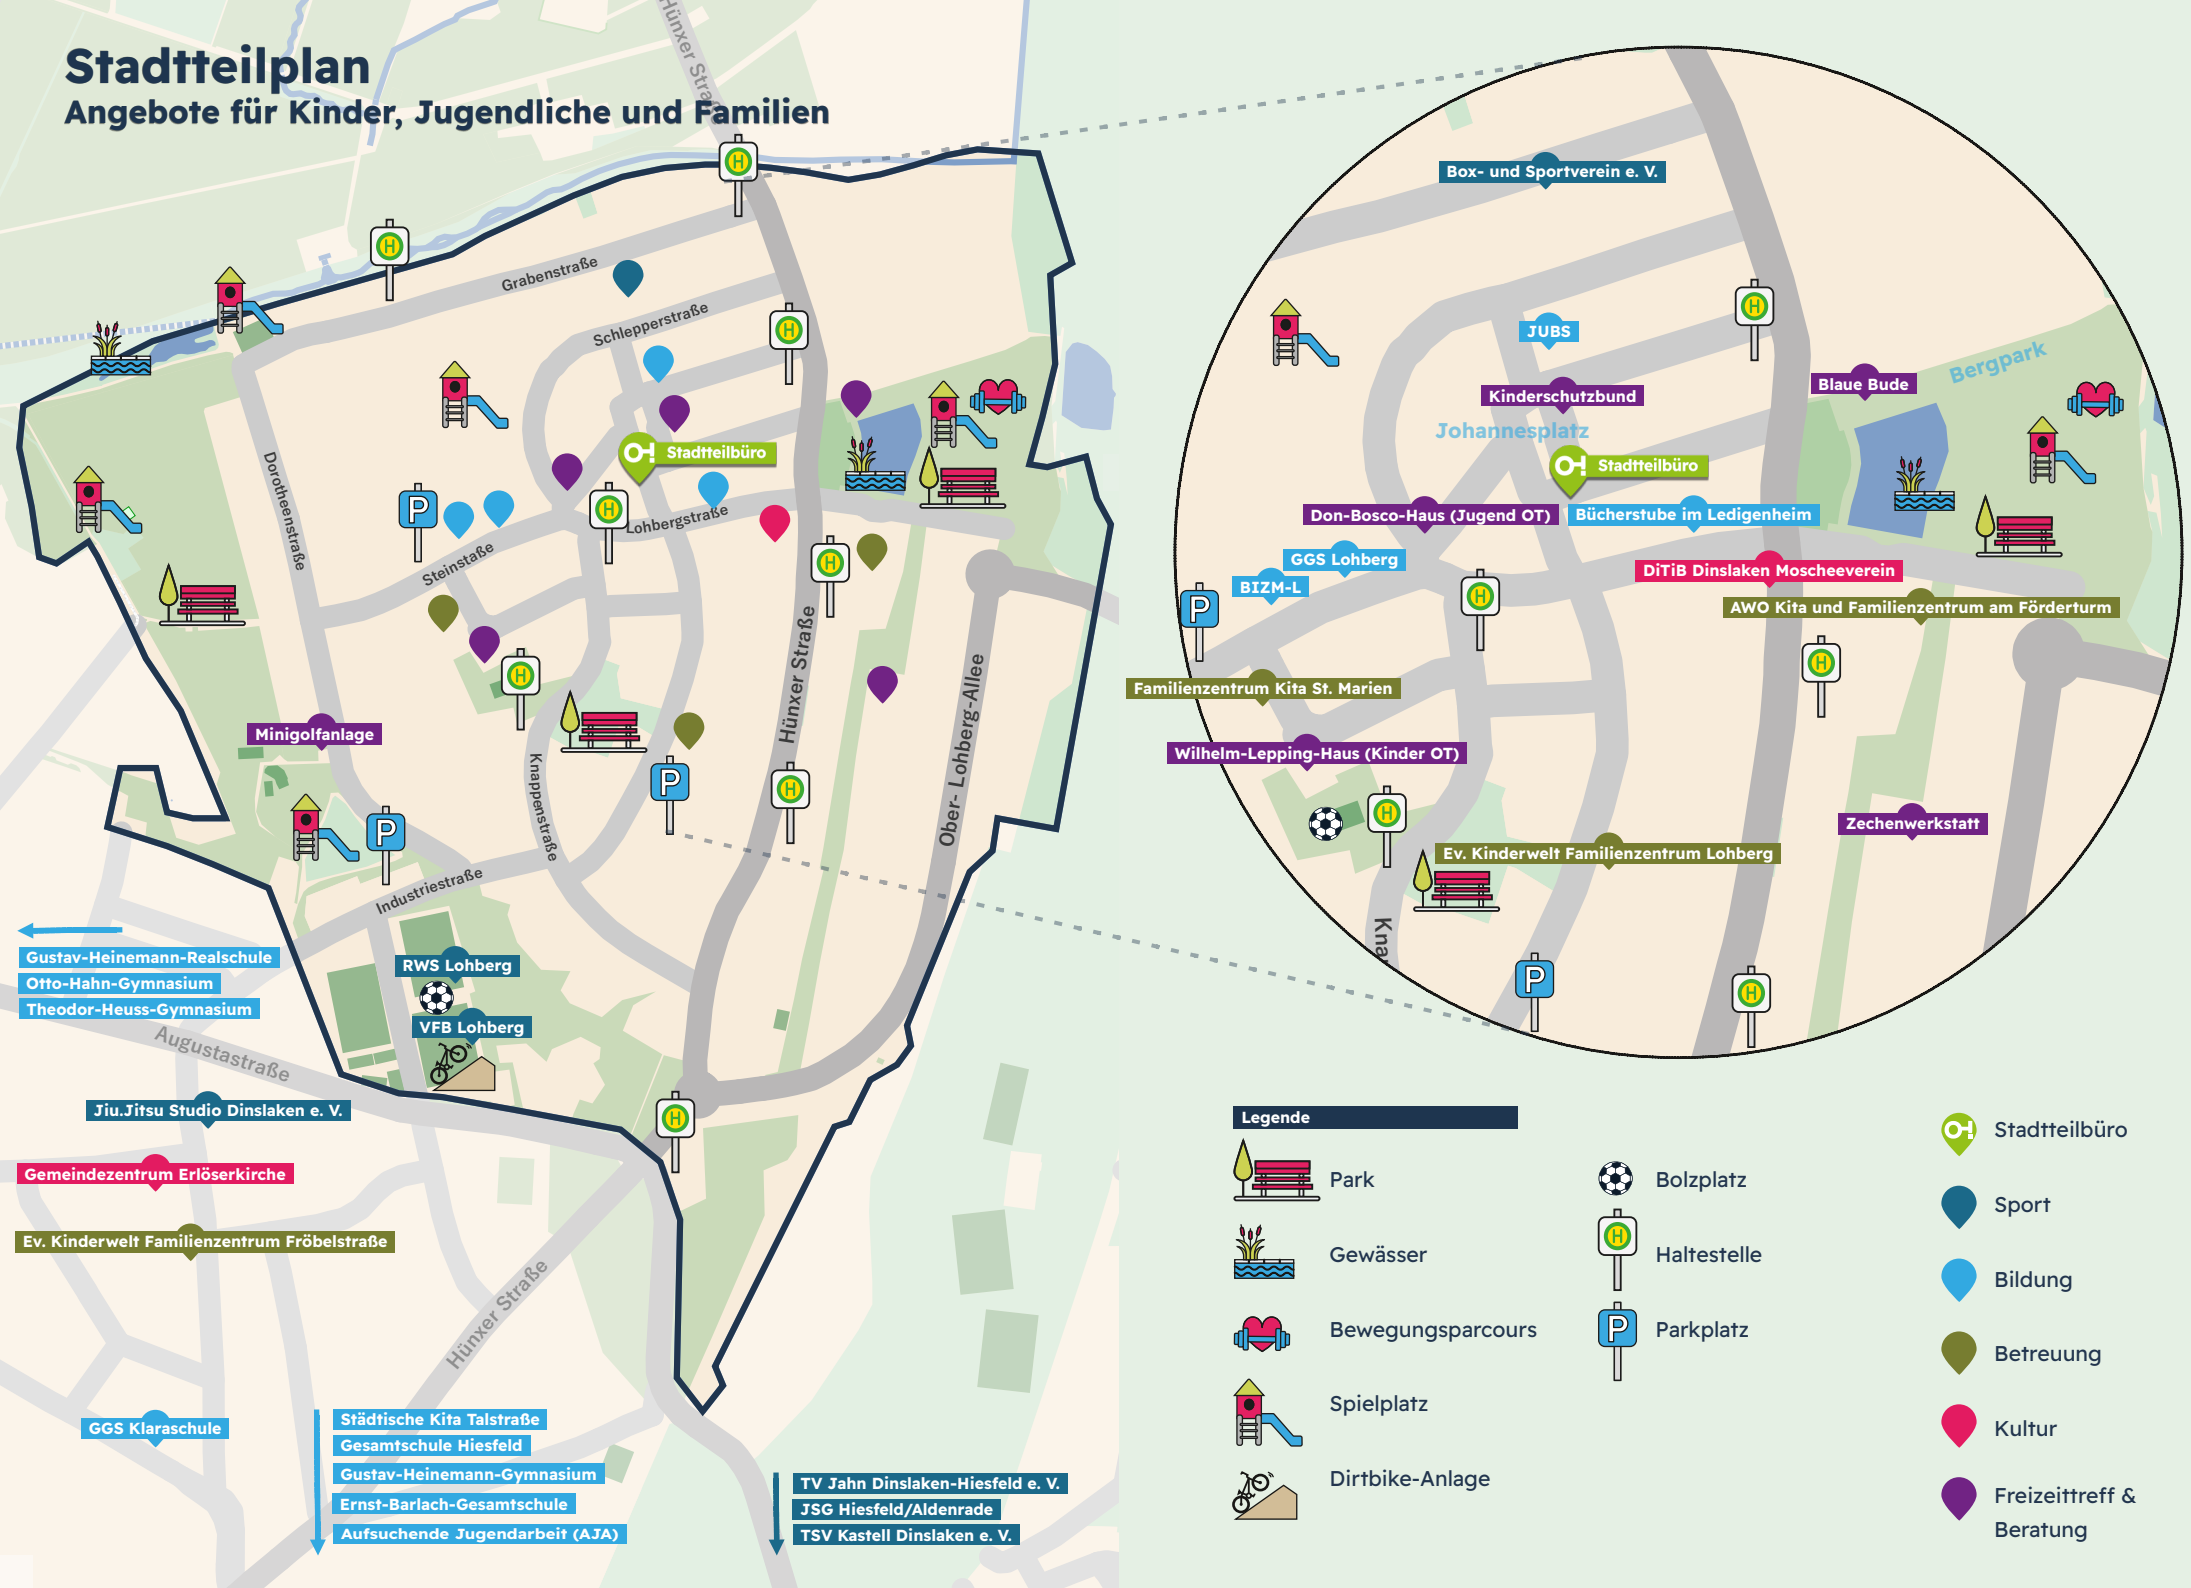 Stadtteilplan
Angebote für Kinder, Jugendliche und Familien
Hünxer Straße
H
H
Grabenstraße
Schlepperstraße
H
Dorotheenstraße
O!
Stadtteilbüro
P
H
Lohbergstraße
Steinstaße
H
Hünxer Straße
Ober- Lohberg-Allee
H
Minigolfanlage
Knappenstraße
P
H
P
Industriestraße
Gustav-Heinemann-Realschule
Otto-Hahn-Gymnasium
Theodor-Heuss-Gymnasium
RWS Lohberg
VFB Lohberg
Augustastraße
Jiu.Jitsu Studio Dinslaken e. V.
H
Gemeindezentrum Erlöserkirche
Ev. Kinderwelt Familienzentrum Fröbelstraße
Hünxer Straße
GGS Klaraschule
Städtische Kita Talstraße
Gesamtschule Hiesfeld
Gustav-Heinemann-Gymnasium
Ernst-Barlach-Gesamtschule
Aufsuchende Jugendarbeit (AJA)
TV Jahn Dinslaken-Hiesfeld e. V.
JSG Hiesfeld/Aldenrade
TSV Kastell Dinslaken e. V.
Box- und Sportverein e. V.
H
JUBS
Bergpark
Blaue Bude
Kinderschutzbund
Johannesplatz
O!
Stadtteilbüro
Don-Bosco-Haus (Jugend OT)
Bücherstube im Ledigenheim
GGS Lohberg
DiTiB Dinslaken Moscheeverein
BIZM-L
P
H
AWO Kita und Familienzentrum am Förderturm
H
Familienzentrum Kita St. Marien
Wilhelm-Lepping-Haus (Kinder OT)
H
Zechenwerkstatt
Ev. Kinderwelt Familienzentrum Lohberg
Kna
P
H
Legende
Park
Gewässer
Bewegungsparcours
Spielplatz
Dirtbike-Anlage
Bolzplatz
H
Haltestelle
P
Parkplatz
O!
Stadtteilbüro
Sport
Bildung
Betreuung
Kultur
Freizeittreff &
Beratung